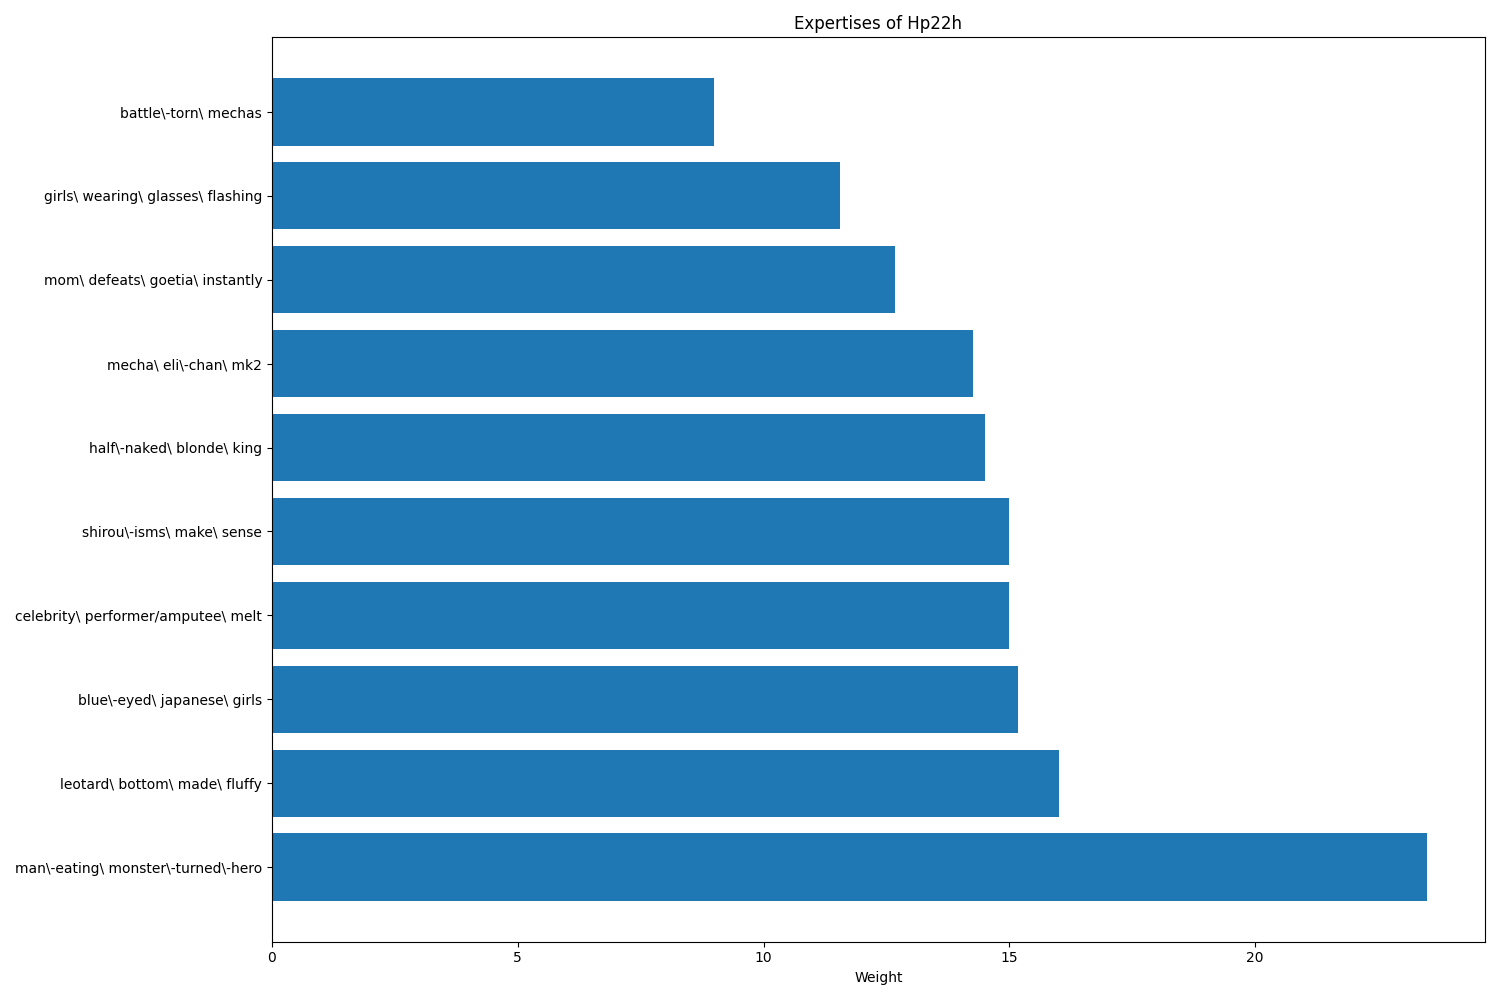 Expertises of Hp22h
battle\-torn\ mechas
girls\ wearing\ glasses\ flashing
mom\ defeats\ goetia\ instantly
mecha\ eli\-chan\ mk2
half\-naked\ blonde\ king
shirou\-isms\ make\ sense
celebrity\ performer/amputee\ melt
blue\-eyed\ japanese\ girls
leotard\ bottom\ made\ fluffy
man\-eating\ monster\-turned\-hero
0 5 10 15 20
Weight